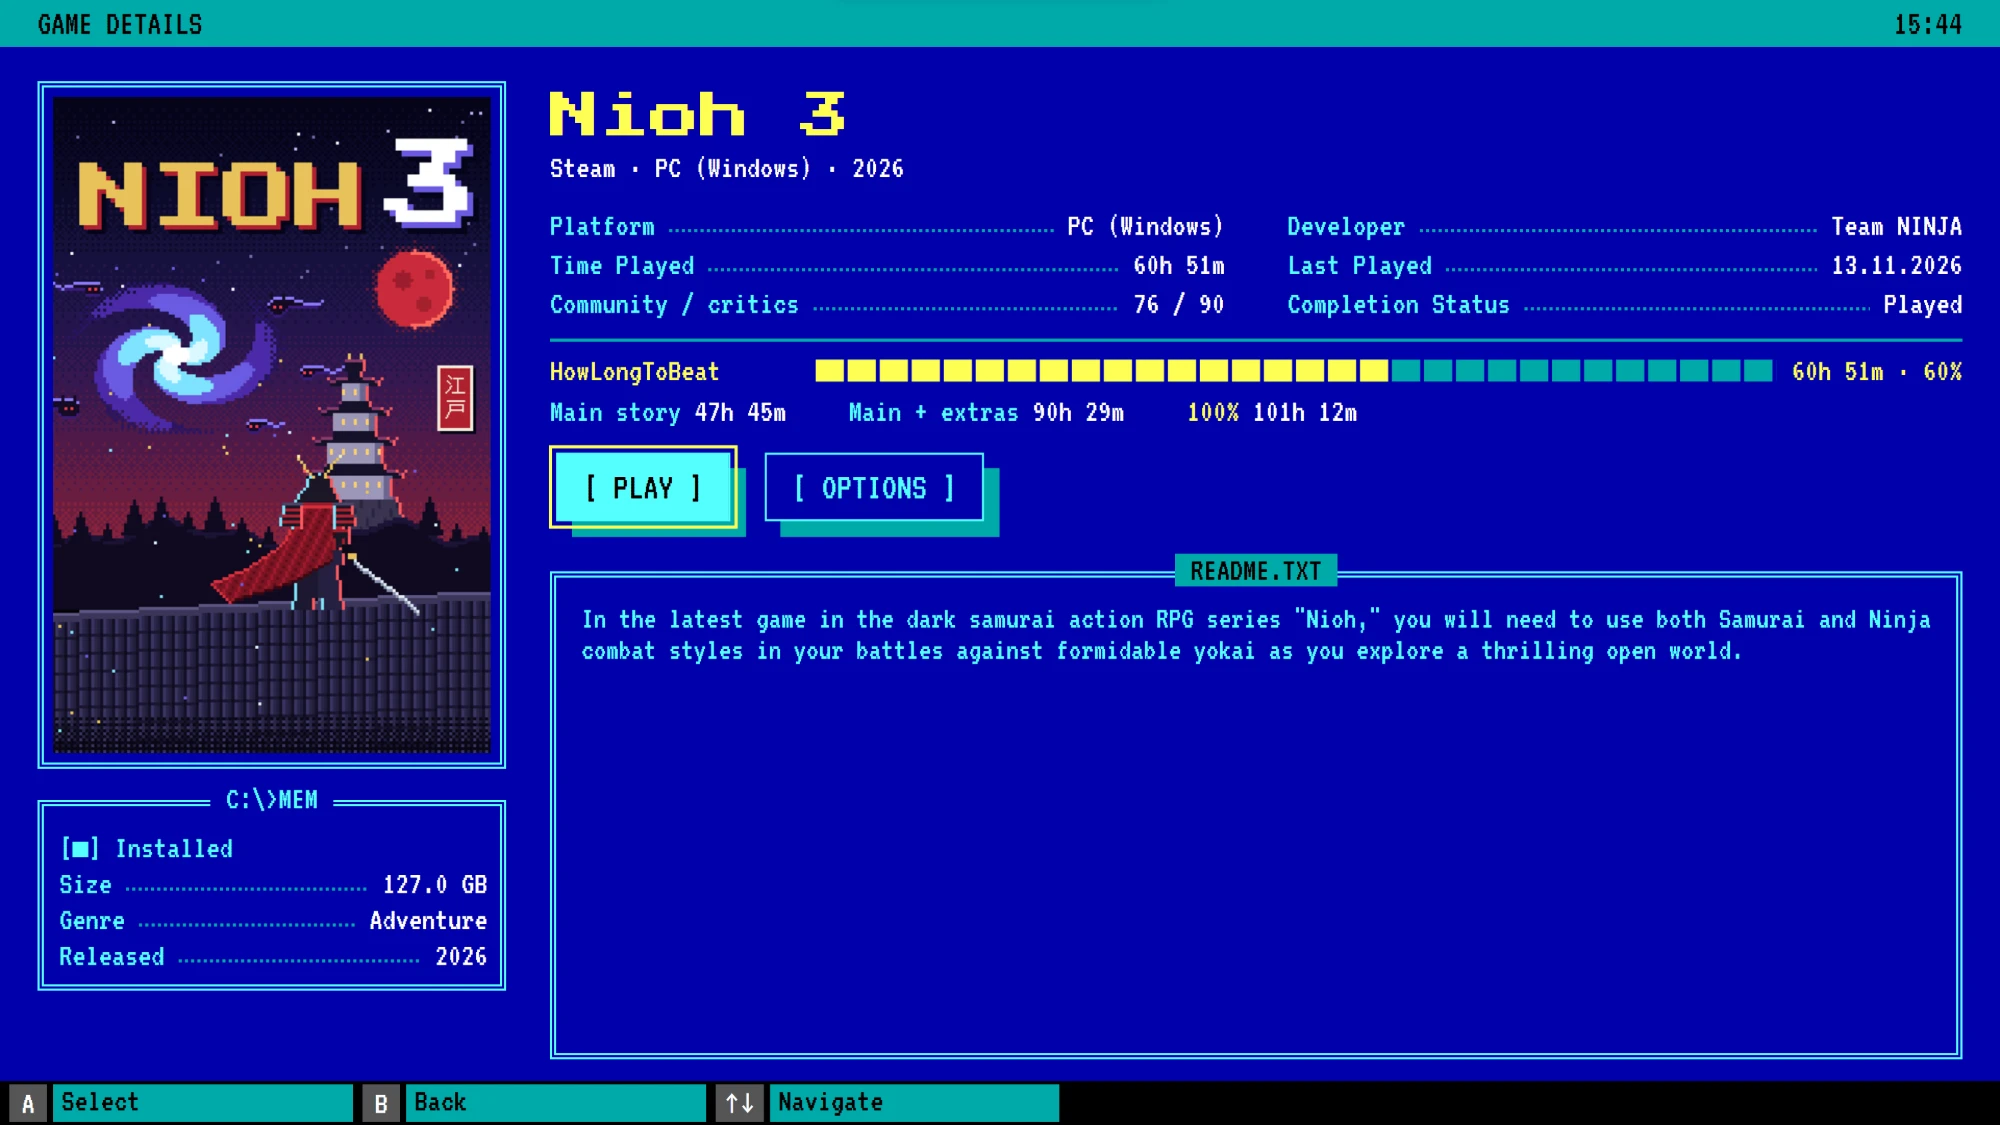 GAME DETAILS
15:44
NIOH 3
江戸
Nioh 3
Steam · PC (Windows) · 2026
Platform PC (Windows)
Developer Team NINJA
Time Played 60h 51m
Last Played 13.11.2026
Community / critics 76 / 90
Completion Status Played
HowLongToBeat 60h 51m · 60%
Main story 47h 45m Main + extras 90h 29m 100% 101h 12m
[ PLAY ] [ OPTIONS ]
README.TXT
In the latest game in the dark samurai action RPG series "Nioh," you will need to use both Samurai and Ninja
combat styles in your battles against formidable yokai as you explore a thrilling open world.
C:\>MEM
[■] Installed
Size 127.0 GB
Genre Adventure
Released 2026
A Select B Back ↑↓ Navigate